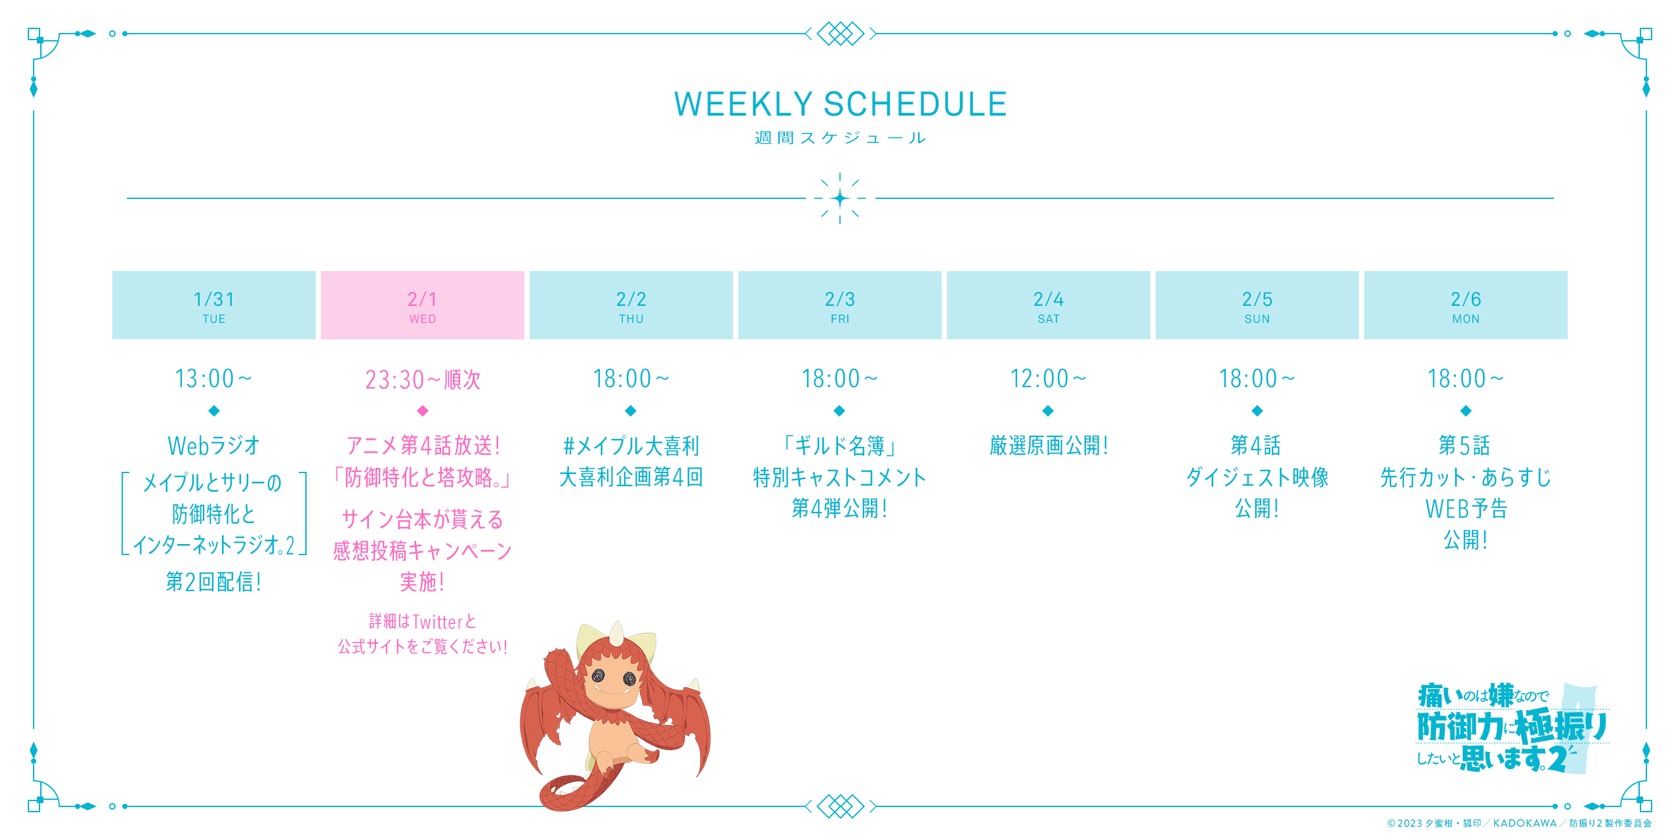 WEEKLY SCHEDULE
週間スケジュール
1/31
TUE
13:00～
Webラジオ
メイプルとサリーの
防御特化と
インターネットラジオ。2
第2回配信！
2/1
WED
23:30～順次
アニメ第4話放送！
「防御特化と塔攻略。」
サイン台本が貰える
感想投稿キャンペーン
実施！
詳細はTwitterと
公式サイトをご覧ください！
2/2
THU
18:00～
#メイプル大喜利
大喜利企画第4回
2/3
FRI
18:00～
「ギルド名簿」
特別キャストコメント
第4弾公開！
2/4
SAT
12:00～
厳選原画公開！
2/5
SUN
18:00～
第4話
ダイジェスト映像
公開！
2/6
MON
18:00～
第5話
先行カット・あらすじ
WEB予告
公開！
痛いのは嫌なので
防御力に極振り
したいと思います。2
©2023 夕蜜柑・狐印／KADOKAWA／防振り2製作委員会